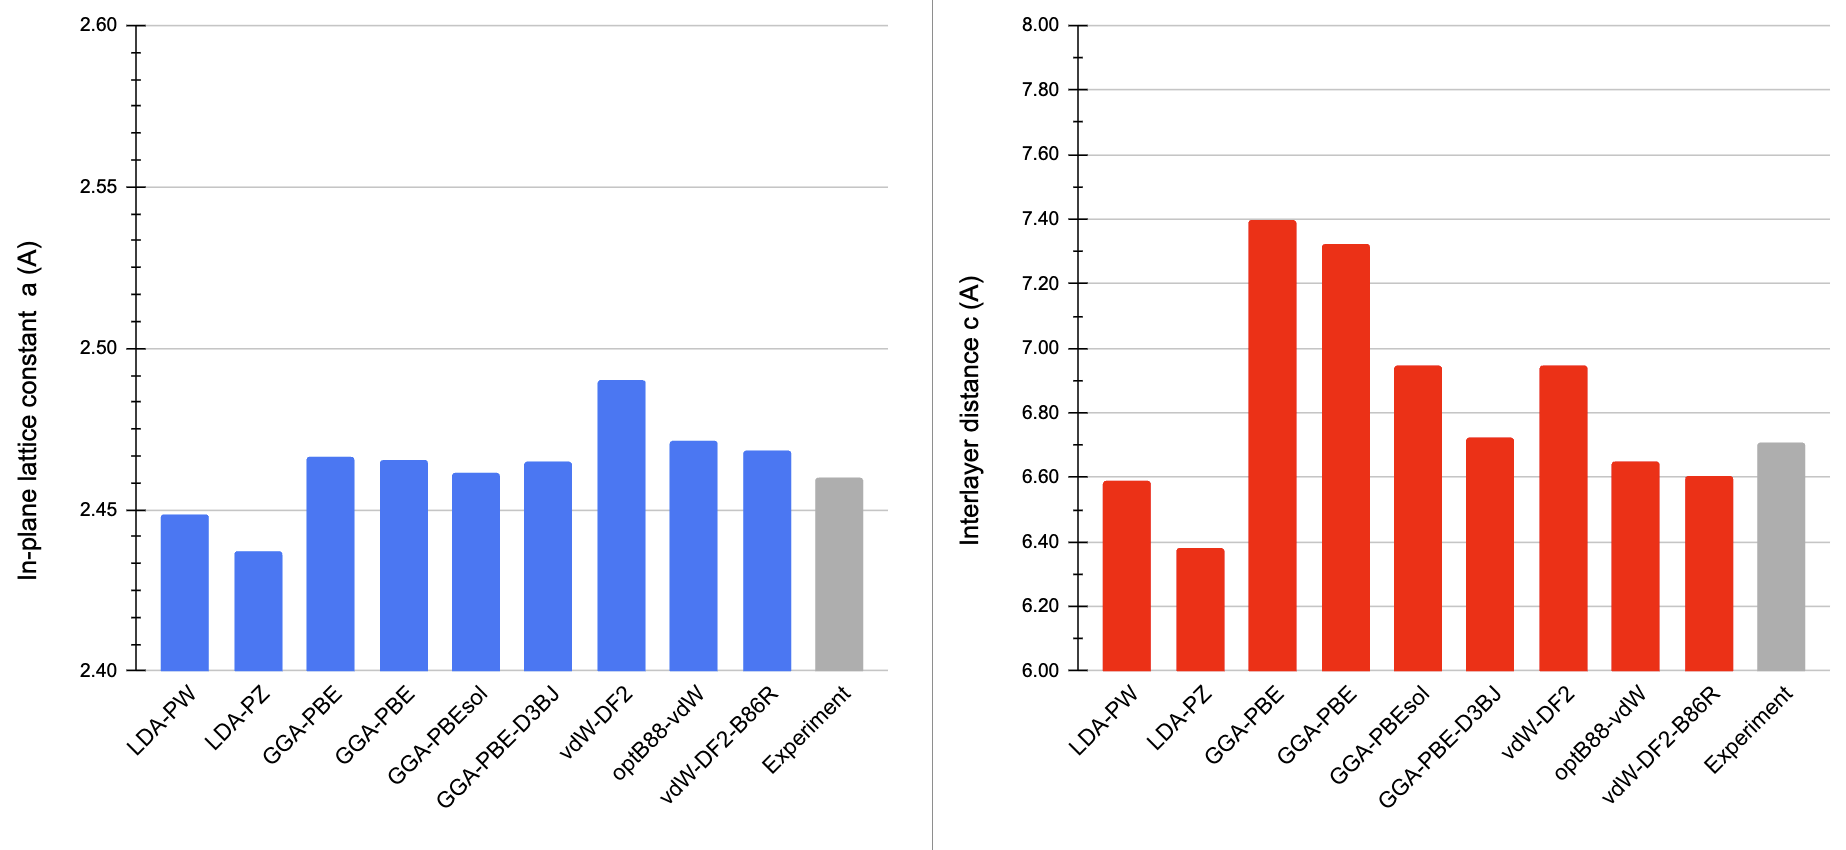 In-plane lattice constant  a (A)
2.60
2.55
2.50
2.45
2.40
LDA-PW
LDA-PZ
GGA-PBE
GGA-PBE
GGA-PBEsol
GGA-PBE-D3BJ
vdW-DF2
optB88-vdW
vdW-DF2-B86R
Experiment
Interlayer distance c (A)
8.00
7.80
7.60
7.40
7.20
7.00
6.80
6.60
6.40
6.20
6.00
LDA-PW
LDA-PZ
GGA-PBE
GGA-PBE
GGA-PBEsol
GGA-PBE-D3BJ
vdW-DF2
optB88-vdW
vdW-DF2-B86R
Experiment